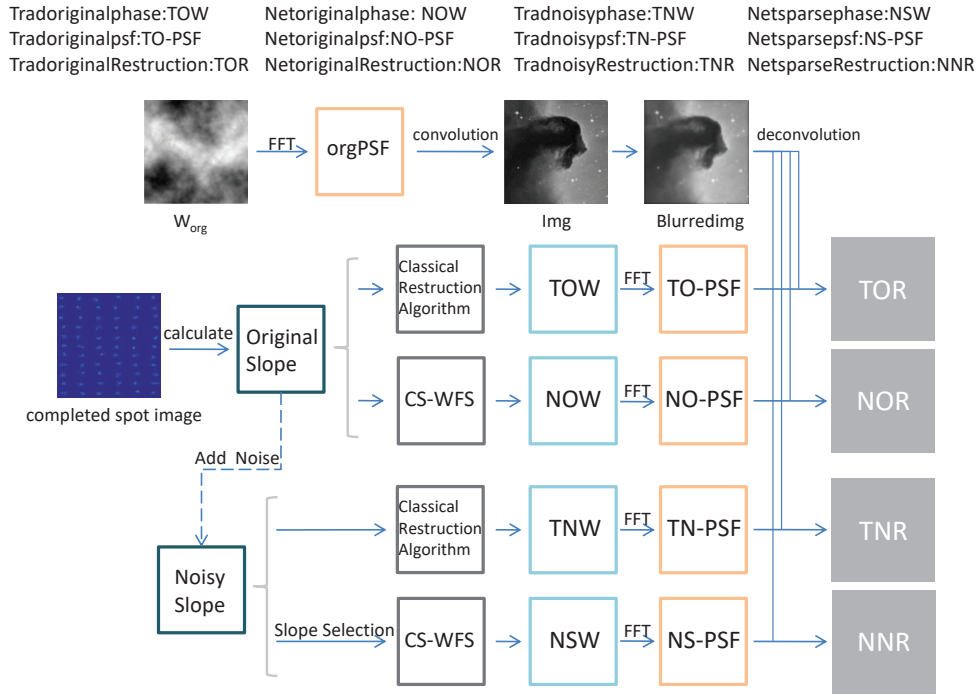 Tradoriginalphase:TOW Netoriginalphase: NOW Tradnoisyphase:TNW Netsparsephase:NSW
Tradoriginalpsf:TO-PSF Netoriginalpsf:NO-PSF Tradnoisypsf:TN-PSF Netsparsepsf:NS-PSF
TradoriginalRestruction:TOR NetoriginalRestruction:NOR TradnoisyRestruction:TNR NetsparseRestruction:NNR
FFT
orgPSF
convolution
deconvolution
Worg
Img
Blurredimg
calculate
Original
Slope
Classical
Restruction
Algorithm
TOW
FFT
TO-PSF
TOR
CS-WFS
NOW
FFT
NO-PSF
NOR
completed spot image
Add Noise
Noisy
Slope
Classical
Restruction
Algorithm
TNW
FFT
TN-PSF
TNR
Slope Selection
CS-WFS
NSW
FFT
NS-PSF
NNR